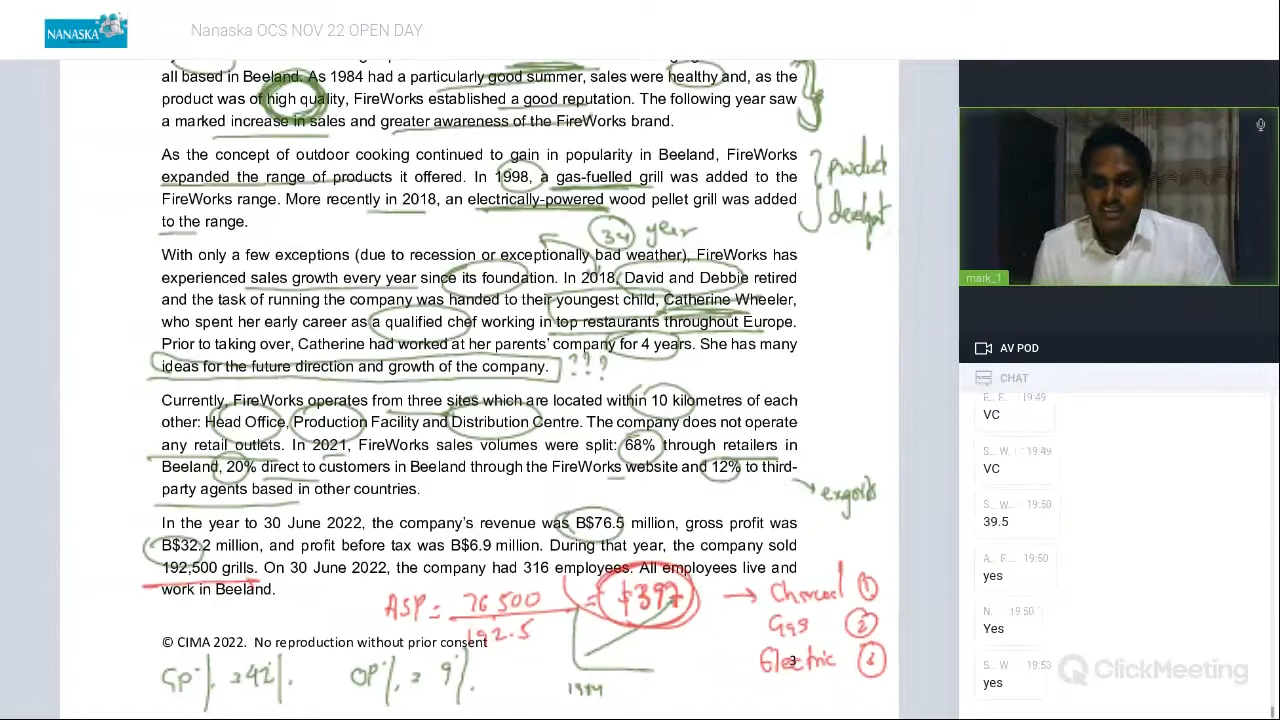 NANASKA
Nanaska OCS NOV 22 OPEN DAY
all based in Beeland. As 1984 had a particularly good summer, sales were healthy and, as the
product was of high quality, FireWorks established a good reputation. The following year saw
a marked increase in sales and greater awareness of the FireWorks brand.
As the concept of outdoor cooking continued to gain in popularity in Beeland, FireWorks
expanded the range of products it offered. In 1998, a gas-fuelled grill was added to the
FireWorks range. More recently in 2018, an electrically-powered wood pellet grill was added
to the range.
product
34 year
With only a few exceptions (due to recession or exceptionally bad weather), FireWorks has
experienced sales growth every year since its foundation. In 2018, David and Debbie retired
and the task of running the company was handed to their youngest child, Catherine Wheeler,
who spent her early career as a qualified chef working in top restaurants throughout Europe.
Prior to taking over, Catherine had worked at her parents' company for 4 years. She has many
ideas for the future direction and growth of the company. ???
Currently, FireWorks operates from three sites which are located within 10 kilometres of each
other: Head Office, Production Facility and Distribution Centre. The company does not operate
any retail outlets. In 2021, FireWorks sales volumes were split: 68% through retailers in
Beeland, 20% direct to customers in Beeland through the FireWorks website and 12% to third-
party agents based in other countries.
exports
In the year to 30 June 2022, the company's revenue was B$76.5 million, gross profit was
B$32.2 million, and profit before tax was B$6.9 million. During that year, the company sold
192,500 grills. On 30 June 2022, the company had 316 employees. All employees live and
work in Beeland.
ASP = 76 500 = $397 → Charcoal 1
192.5
Gas 2
Electric
© CIMA 2022. No reproduction without prior consent
3
GP% = 42%. OP% = 9%.
1984
mark_1
AV POD
CHAT
19:49
VC
S... W. 19:49
VC
S... W... 19:50
39.5
A... F... 19:50
yes
N. 19:50
Yes
S... W 19:53
yes
ClickMeeting